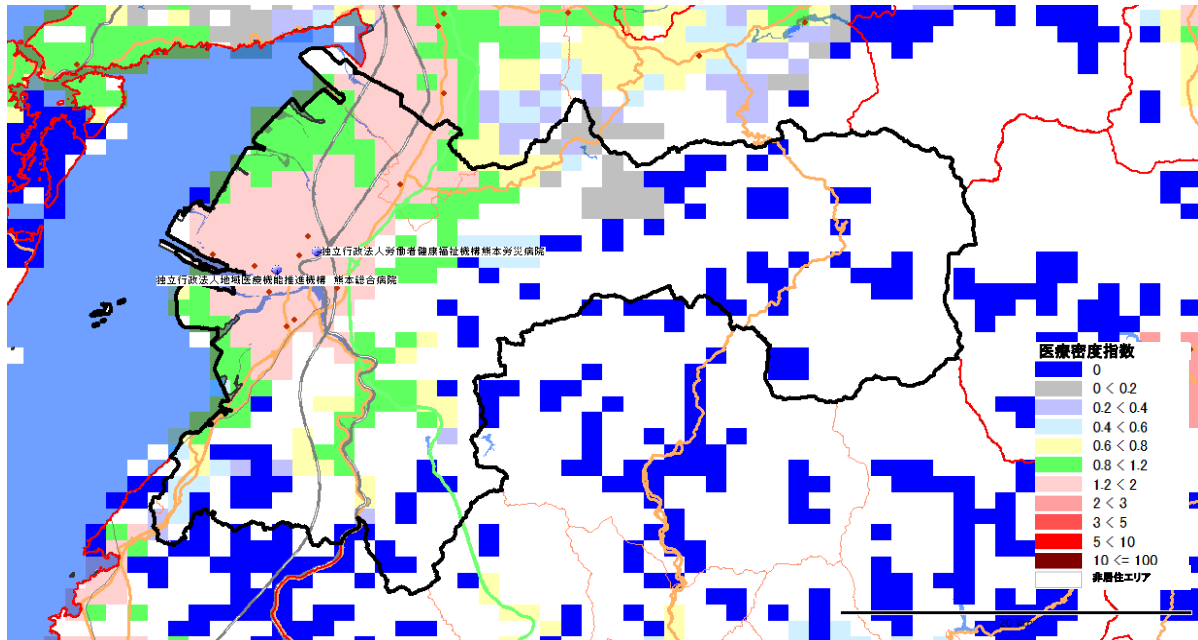 独立行政法人労働者健康福祉機構熊本労災病院
独立行政法人地域医療機能推進機構　熊本総合病院
医療密度指数
0
0 < 0.2
0.2 < 0.4
0.4 < 0.6
0.6 < 0.8
0.8 < 1.2
1.2 < 2
2 < 3
3 < 5
5 < 10
10 <= 100
非居住エリア